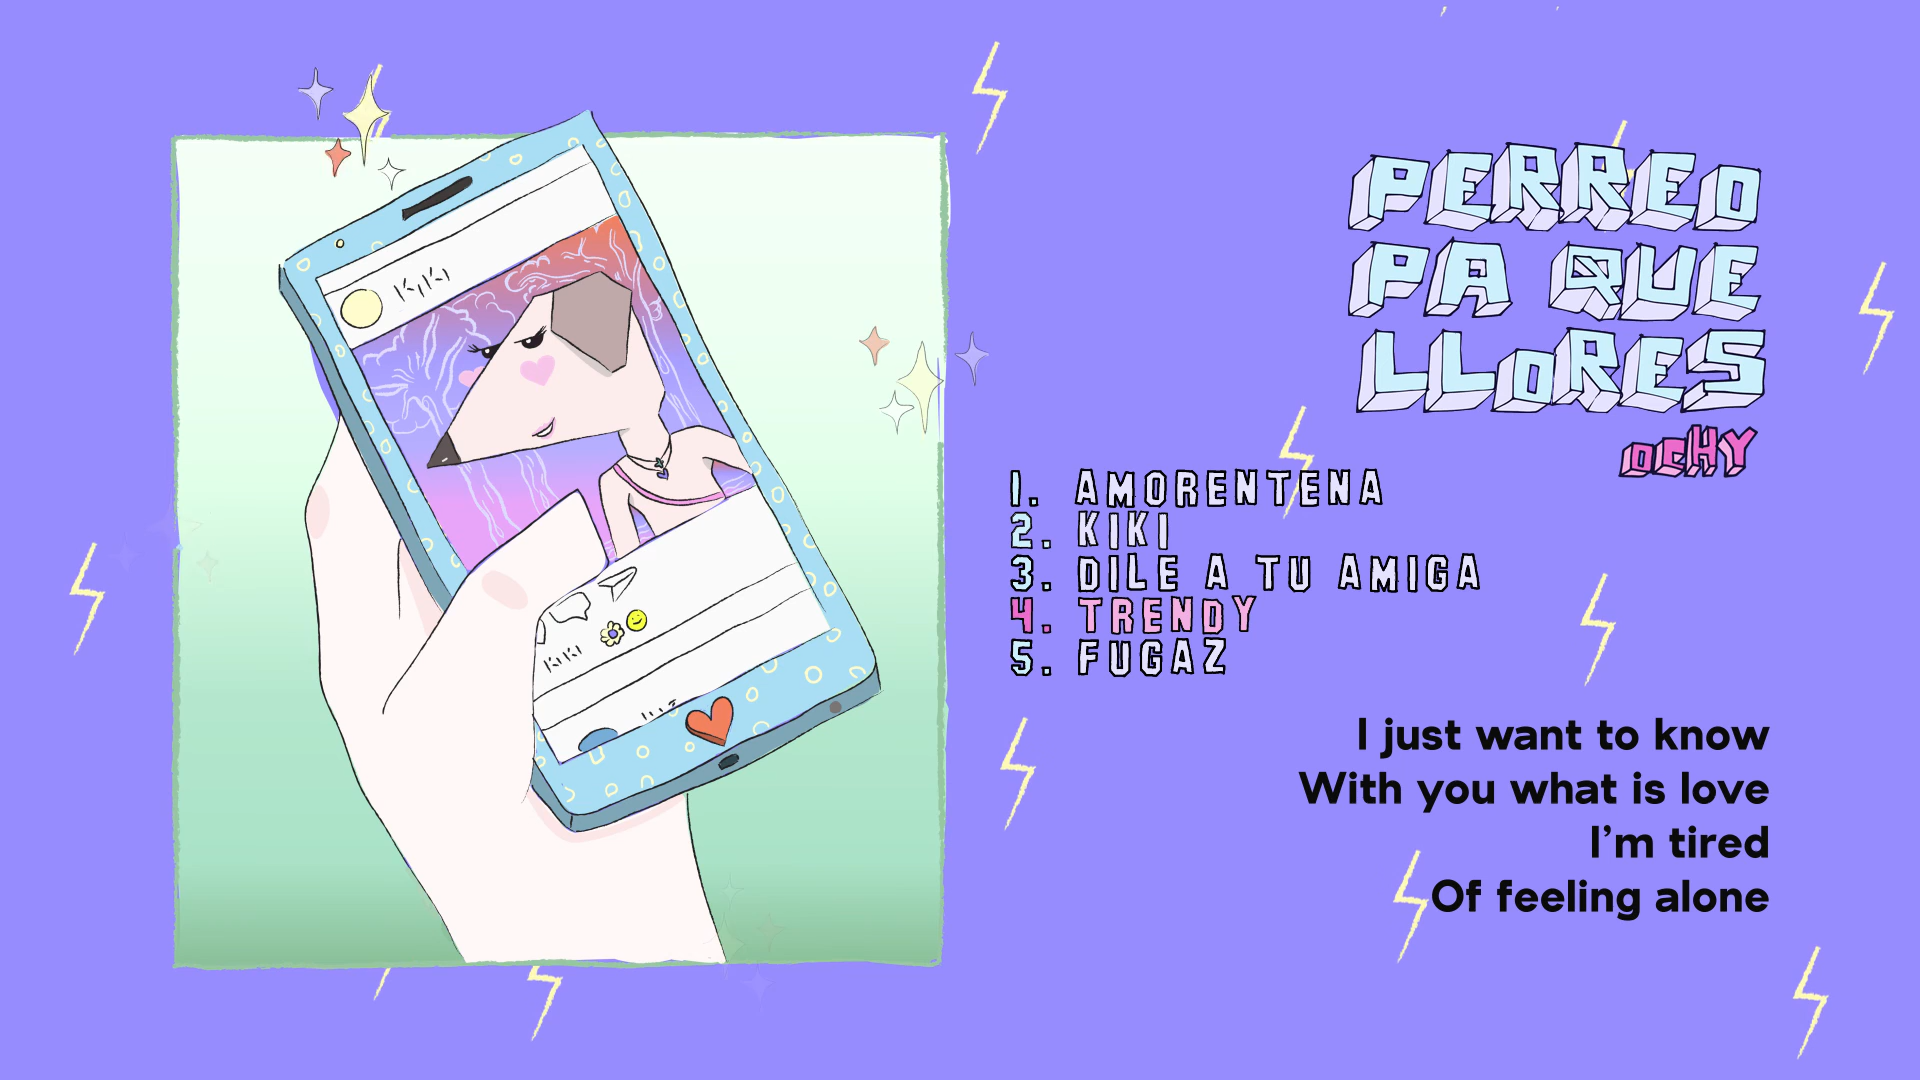 PERREO
PA QUE
LLORES
OCHY
KIKI
KIKI
1. AMORENTENA
2. KIKI
3. DILE A TU AMIGA
4. TRENDY
5. FUGAZ
I just want to know
With you what is love
I’m tired
Of feeling alone